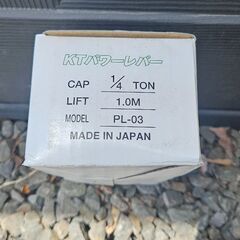 KTパワーレバー
CAP 1/4 TON
LIFT 1.0M
MODEL PL-03
MADE IN JAPAN